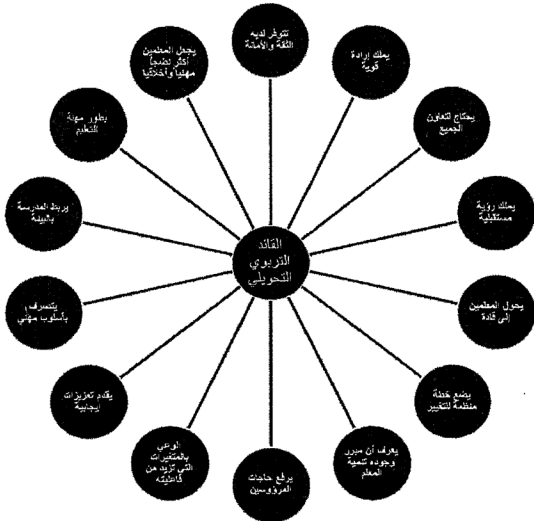 القائد
التربوي
التحويلي
تتوفر لديه
الثقة والأمانة
يملك إرادة
قوية
يحتاج لتعاون
الجميع
يملك رؤية
مستقبلية
يحول المعلمين
إلى قادة
يضع خطة
منظمة للتغيير
يعرف أن مبرر
وجوده تنمية
المعلم
يرفع حاجات
المرؤوسين
الوعي
بالمتغيرات
التي تزيد من
فاعليته
يقدم تعزيزات
إيجابية
يتصرف
بأسلوب مهني
يربط المدرسة
بالبيئة
يطور مهنة
التعليم
يجعل المعلمين
أكثر نضجاً
مهنياً وأخلاقياً